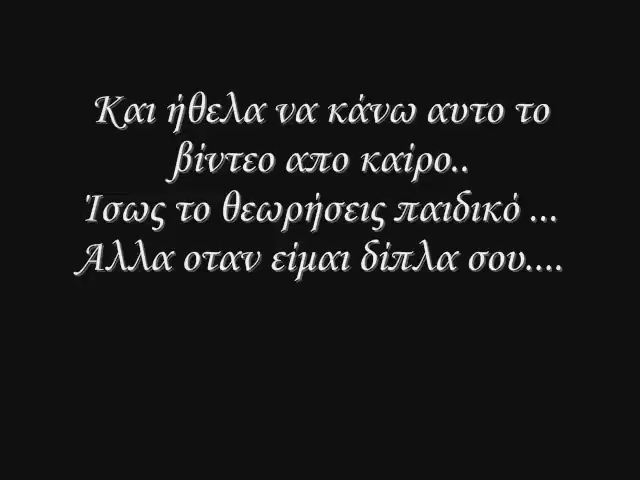 Και ήθελα να κάνω αυτο το
βίντεο απο καίρο..
Ίσως το θεωρήσεις παιδικό ...
Αλλα οταν είμαι δίπλα σου....